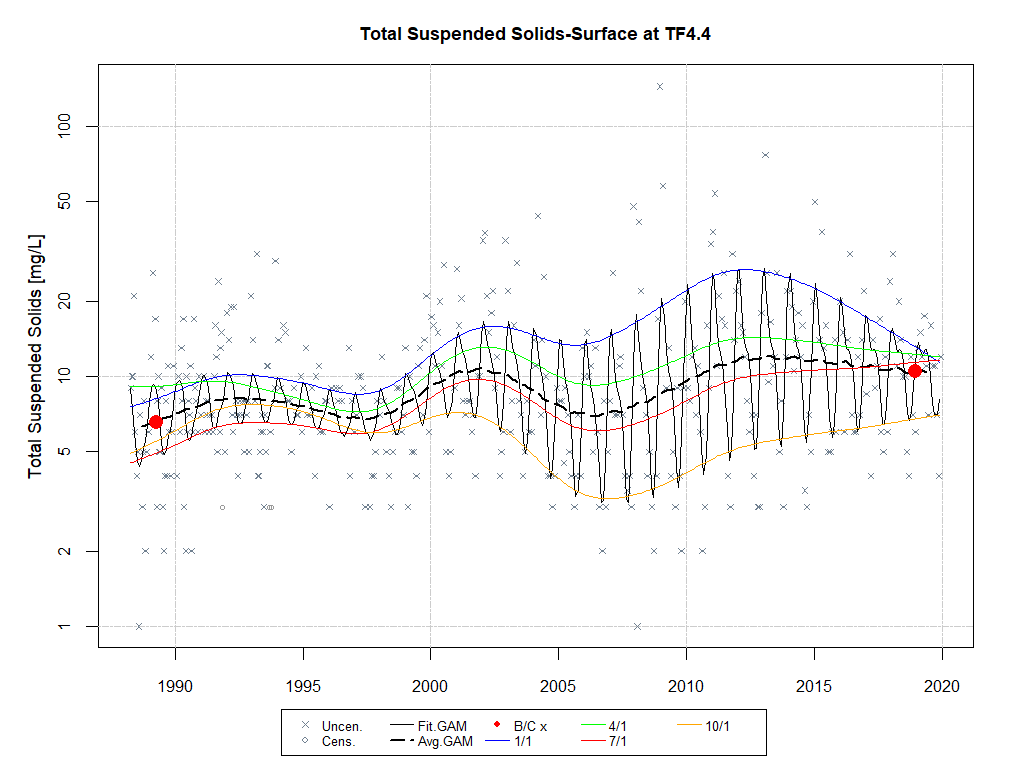 Total Suspended Solids-Surface at TF4.4
Total Suspended Solids [mg/L]
100
50
20
10
5
2
1
1990 1995 2000 2005 2010 2015 2020
Uncen. Fit.GAM B/C x 4/1 10/1
Cens. Avg.GAM 1/1 7/1